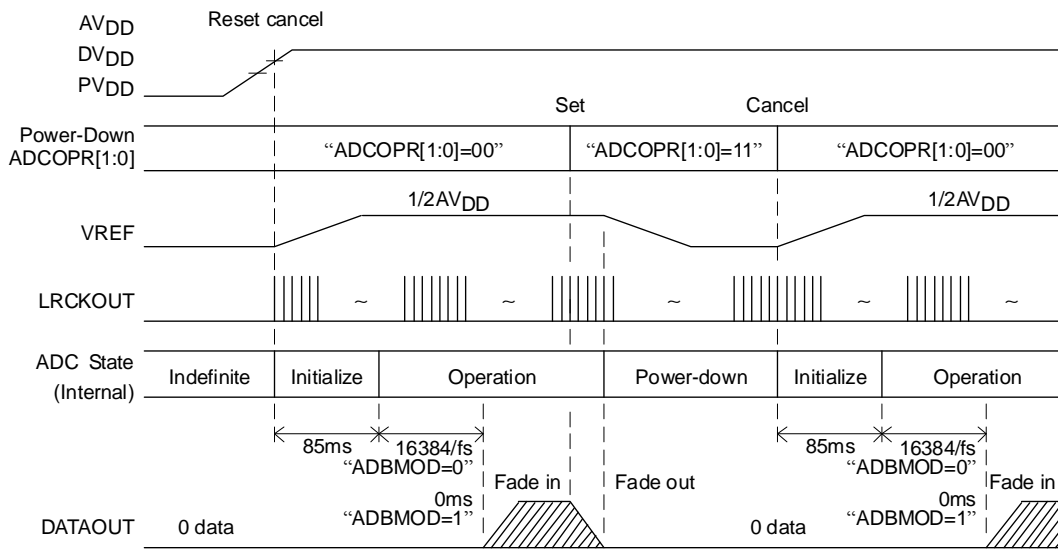 AVDD
Reset cancel
DVDD
PVDD
Set
Cancel
Power-Down
ADCOPR[1:0]
“ADCOPR[1:0]=00”
“ADCOPR[1:0]=11”
“ADCOPR[1:0]=00”
1/2AVDD
1/2AVDD
VREF
LRCKOUT
~
~
~
~
~
ADC State
(Internal)
Indefinite
Initialize
Operation
Power-down
Initialize
Operation
85ms
16384/fs
“ADBMOD=0”
85ms
16384/fs
“ADBMOD=0”
0ms
“ADBMOD=1”
Fade in
Fade out
0ms
“ADBMOD=1”
Fade in
DATAOUT
0 data
0 data